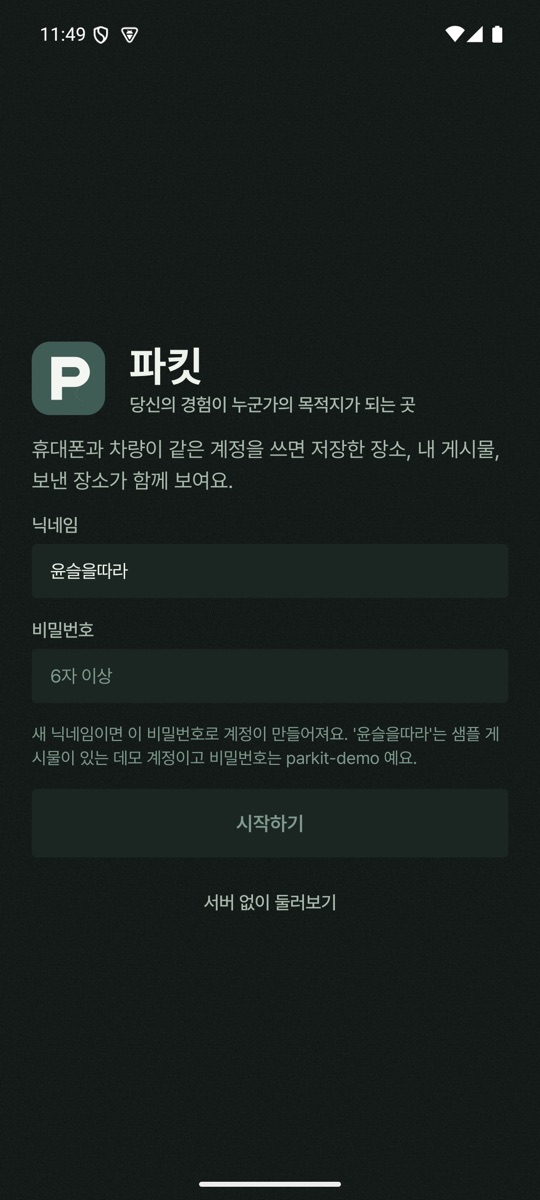 11:49
P
파킷
당신의 경험이 누군가의 목적지가 되는 곳
휴대폰과 차량이 같은 계정을 쓰면 저장한 장소, 내 게시물,
보낸 장소가 함께 보여요.
닉네임
윤슬을따라
비밀번호
6자 이상
새 닉네임이면 이 비밀번호로 계정이 만들어져요. '윤슬을따라'는 샘플 게
시물이 있는 데모 계정이고 비밀번호는 parkit-demo 예요.
시작하기
서버 없이 둘러보기